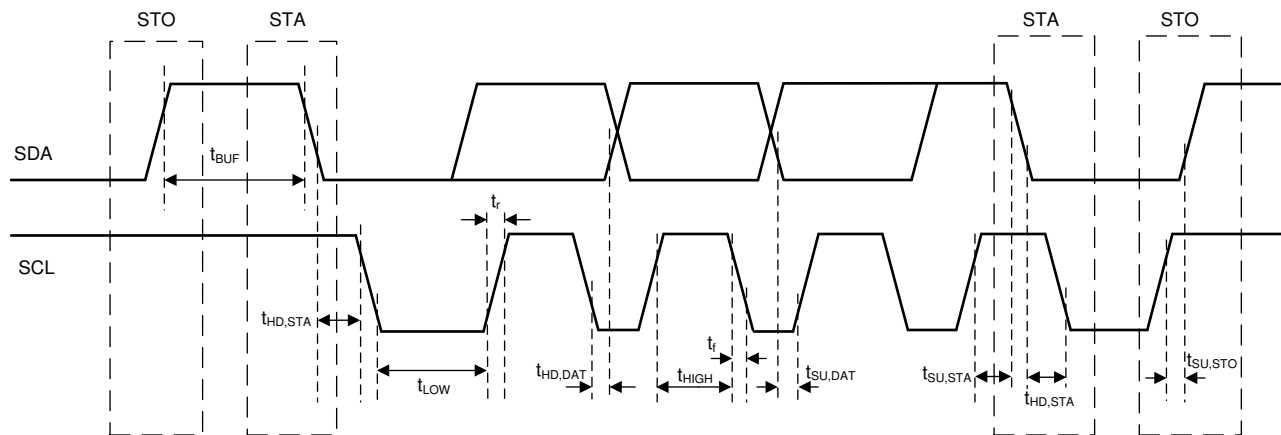 STO
STA
STA
STO
SDA
tBUF
tr
SCL
tHD,STA
tLOW
tHD,DAT
tHIGH
tf
tSU,DAT
tSU,STA
tHD,STA
tSU,STO